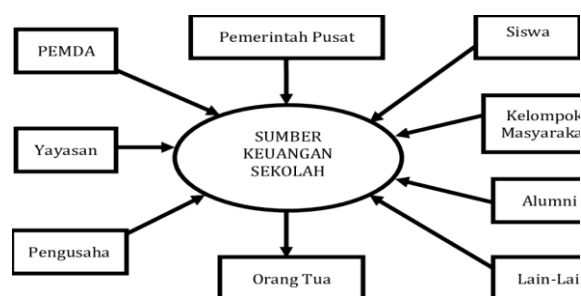 PEMDA
Pemerintah Pusat
Siswa
Yayasan
SUMBER
KEUANGAN
SEKOLAH
Kelompok
Masyaraka
Alumni
Pengusaha
Orang Tua
Lain-Lai